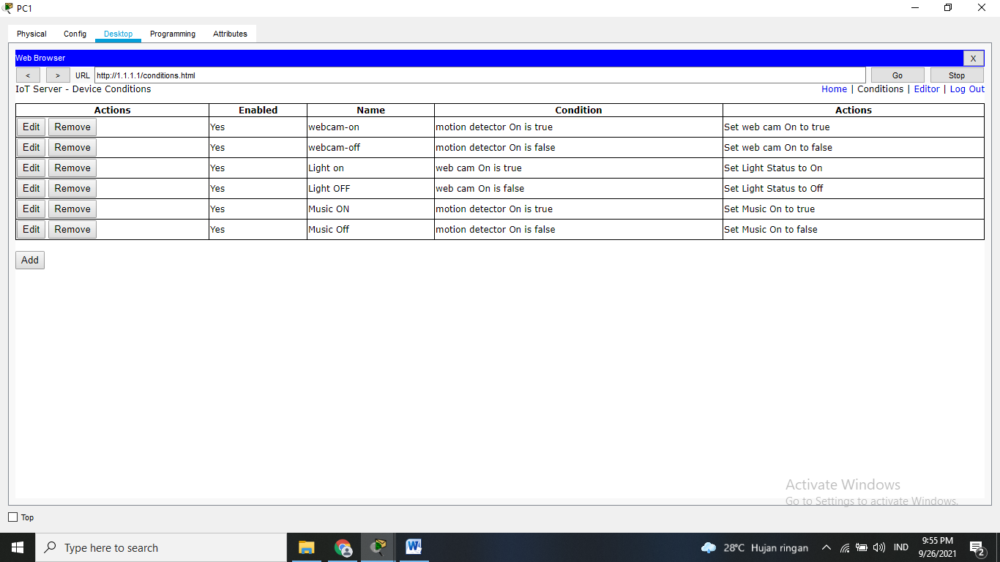 PC1
Physical Config Desktop Programming Attributes
Web Browser X
< > URL http://1.1.1.1/conditions.html Go Stop
IoT Server - Device Conditions Home | Conditions | Editor | Log Out
Actions Enabled Name Condition Actions
Edit Remove Yes webcam-on motion detector On is true Set web cam On to true
Edit Remove Yes webcam-off motion detector On is false Set web cam On to false
Edit Remove Yes Light on web cam On is true Set Light Status to On
Edit Remove Yes Light OFF web cam On is false Set Light Status to Off
Edit Remove Yes Music ON motion detector On is true Set Music On to true
Edit Remove Yes Music Off motion detector On is false Set Music On to false
Add
Activate Windows
Go to Settings to activate Windows.
Top
Type here to search
28°C Hujan ringan
IND
9:55 PM
9/26/2021
2